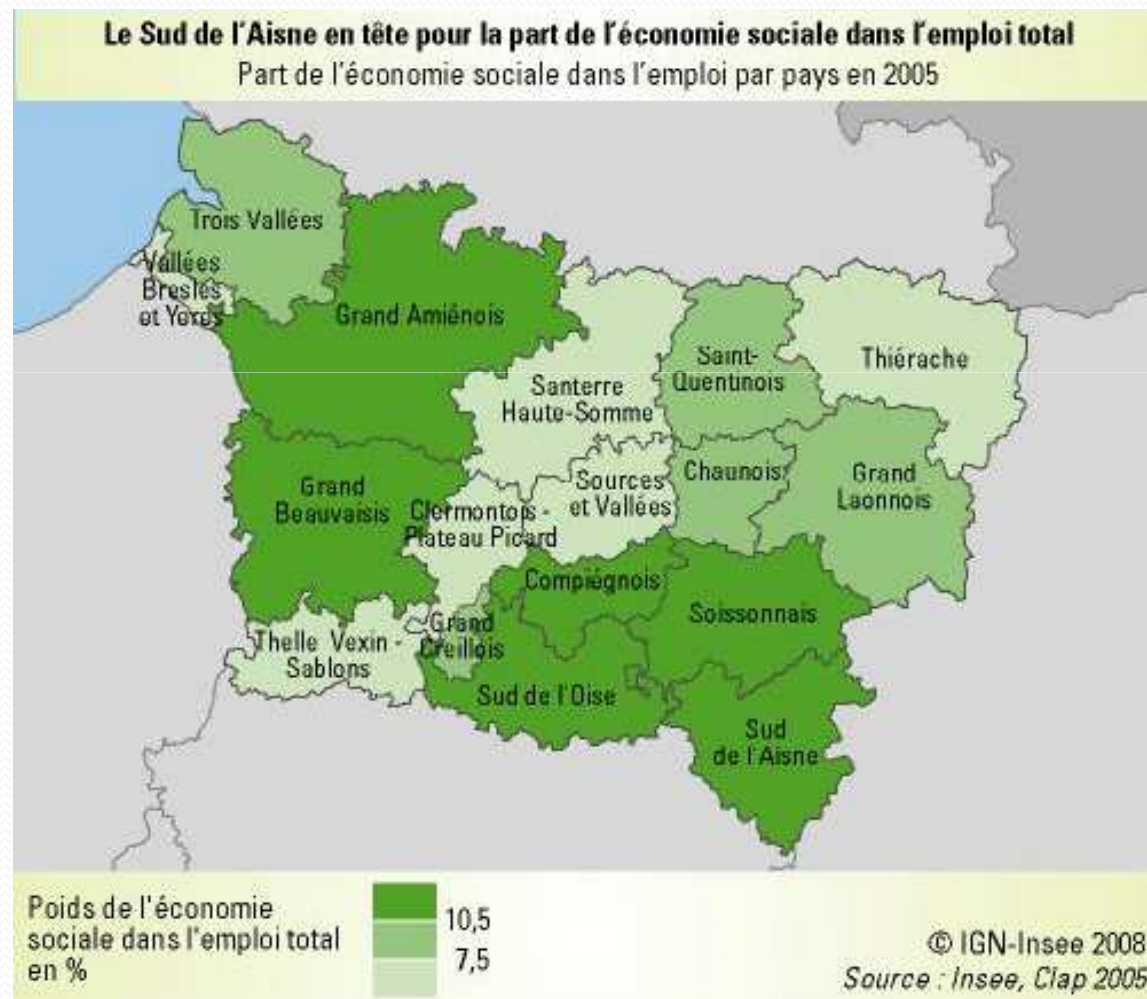 Le Sud de l'Aisne en tête pour la part de l'économie sociale dans l'emploi total
Part de l'économie sociale dans l'emploi par pays en 2005
Trois Vallées
Vallées
Bresles
et Yeres
Grand Amiénois
Santerre
Haute-Somme
Saint-
Quentinois
Thiérache
Grand
Beauvaisis
Clermontois -
Plateau Picard
Sources
et Vallées
Chaunois
Grand
Laonnois
Compiégnois
Soissonnais
Thelle Vexin -
Sablons
Grand
Creillois
Sud de l'Oise
Sud
de l'Aisne
Poids de l'économie
sociale dans l'emploi total
en %
10,5
7,5
© IGN-Insee 2008
Source : Insee, Clap 2005